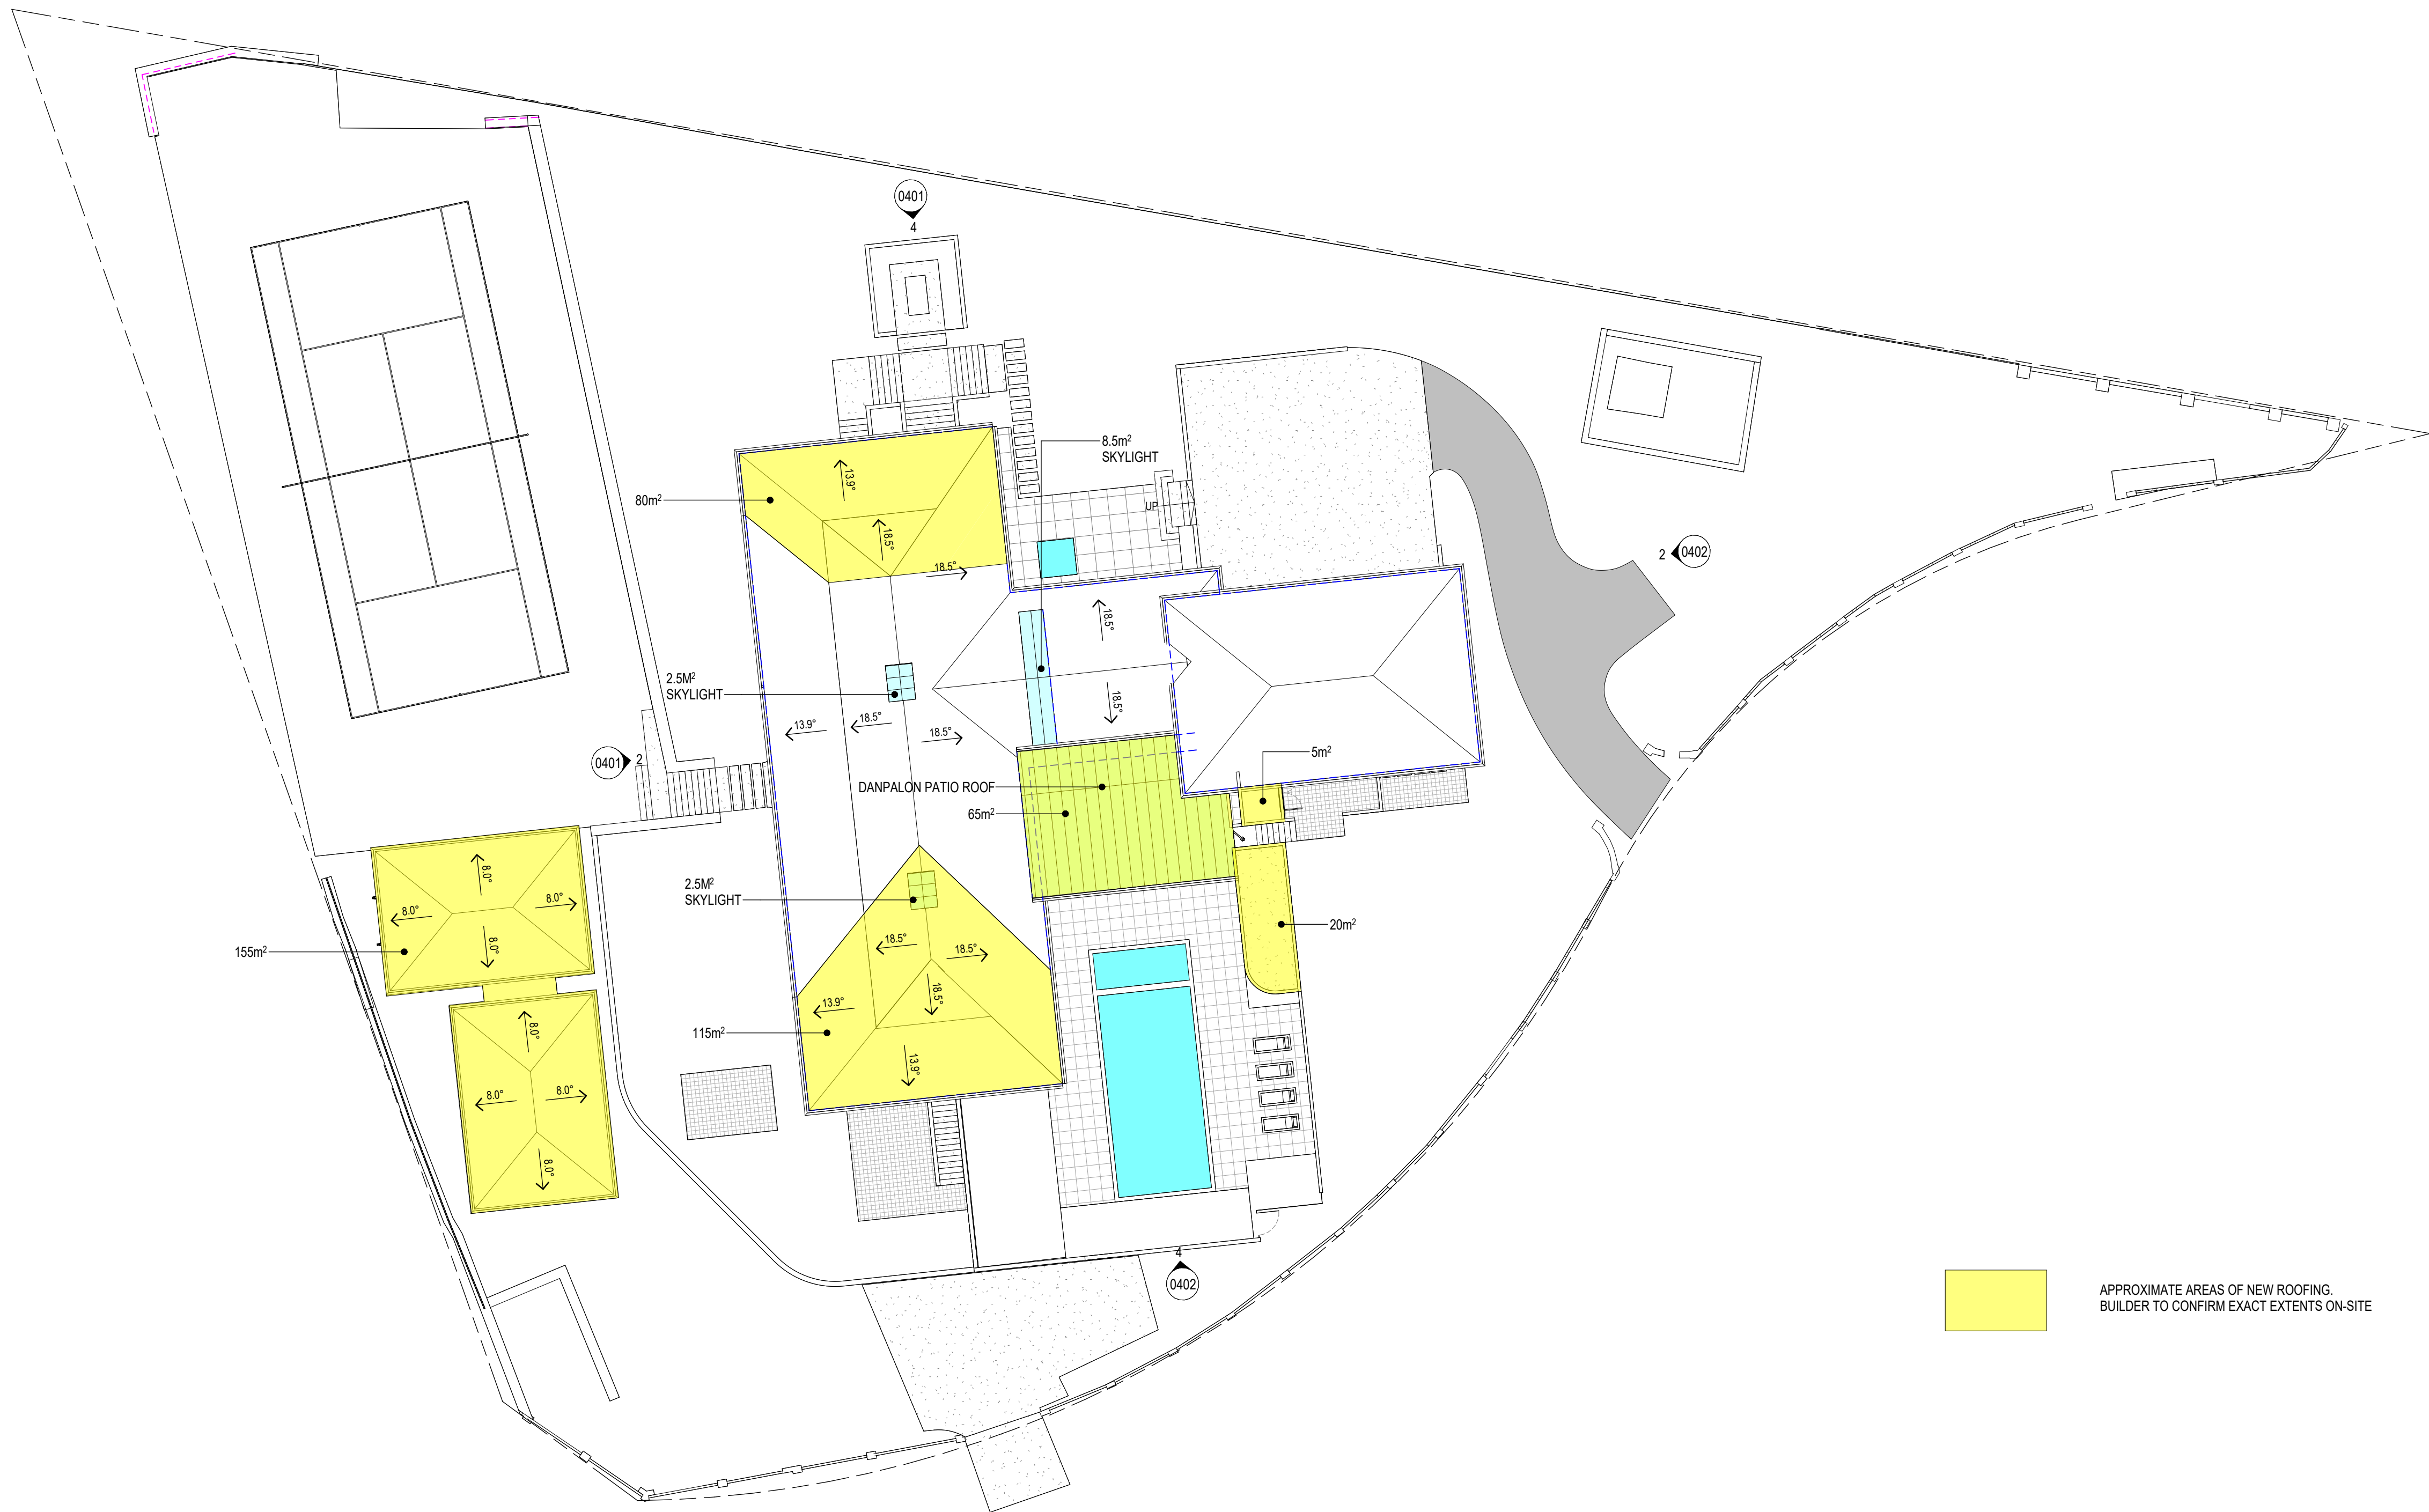 0401
4
8.5m²
SKYLIGHT
13.9°
80m²
18.5°
UP
18.5°
2
0402
18.5°
2.5M²
SKYLIGHT
18.5°
13.9°
18.5°
18.5°
0401
2
5m²
DANPALON PATIO ROOF
65m²
8.0°
8.0°
8.0°
8.0°
2.5M²
SKYLIGHT
20m²
18.5°
18.5°
155m²
18.5°
13.9°
115m²
13.9°
8.0°
8.0°
8.0°
8.0°
4
0402
APPROXIMATE AREAS OF NEW ROOFING.
BUILDER TO CONFIRM EXACT EXTENTS ON-SITE